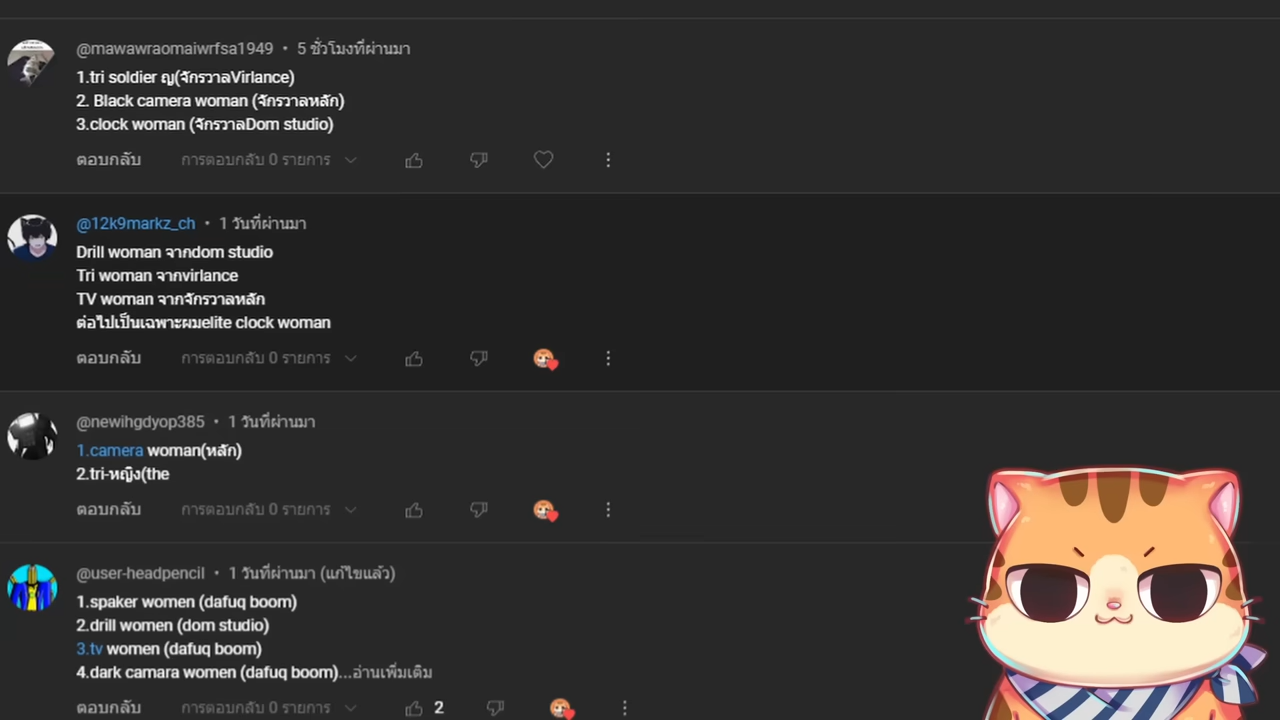 @mawawraomaiwrfsa1949 • 5 ชั่วโมงที่ผ่านมา
1.tri soldier ญ(จักรวาลVirlance)
2. Black camera woman (จักรวาลหลัก)
3.clock woman (จักรวาลDom studio)
ตอบกลับ การตอบกลับ 0 รายการ
@12k9markz_ch • 1 วันที่ผ่านมา
Drill woman จากdom studio
Tri woman จากvirlance
TV woman จากจักรวาลหลัก
ต่อไปเป็นเฉพาะผมelite clock woman
ตอบกลับ การตอบกลับ 0 รายการ
@newihgdyop385 • 1 วันที่ผ่านมา
1.camera woman(หลัก)
2.tri-หญิง(the
ตอบกลับ การตอบกลับ 0 รายการ
@user-headpencil • 1 วันที่ผ่านมา (แก้ไขแล้ว)
1.spaker women (dafuq boom)
2.drill women (dom studio)
3.tv women (dafuq boom)
4.dark camara women (dafuq boom)...อ่านเพิ่มเติม
ตอบกลับ การตอบกลับ 0 รายการ 2